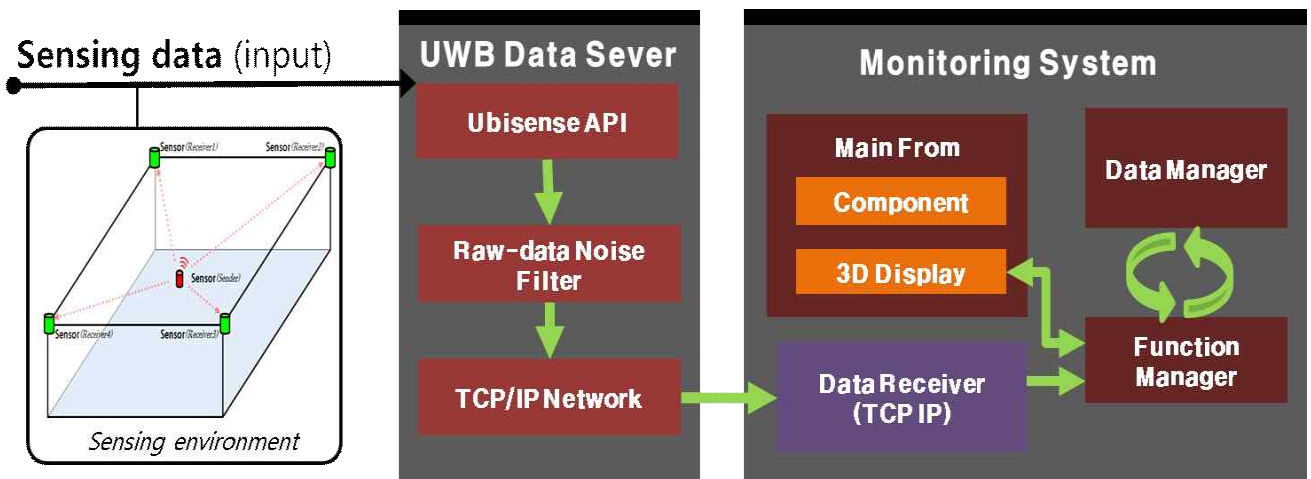 Sensing data (input)
Sensor(Receiver1)
Sensor(Receiver2)
Sensor(Sender)
Sensor(Receiver4)
Sensor(Receiver3)
Sensing environment
UWB Data Sever
Ubisense API
Raw-data Noise
Filter
TCP/IP Network
Monitoring System
Main From
Component
3D Display
Data Manager
Data Receiver
(TCP IP)
Function
Manager